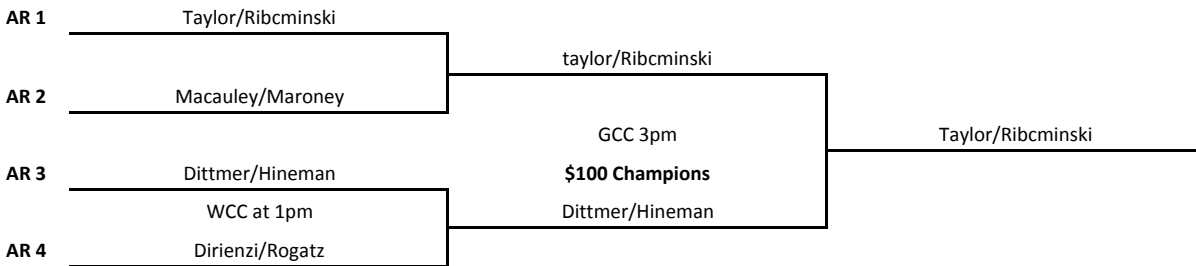 AR 1 Taylor/Ribcminski
taylor/Ribcminski
AR 2 Macauley/Maroney
GCC 3pm Taylor/Ribcminski
AR 3 Dittmer/Hineman $100 Champions
WCC at 1pm Dittmer/Hineman
AR 4 Dirienzi/Rogatz